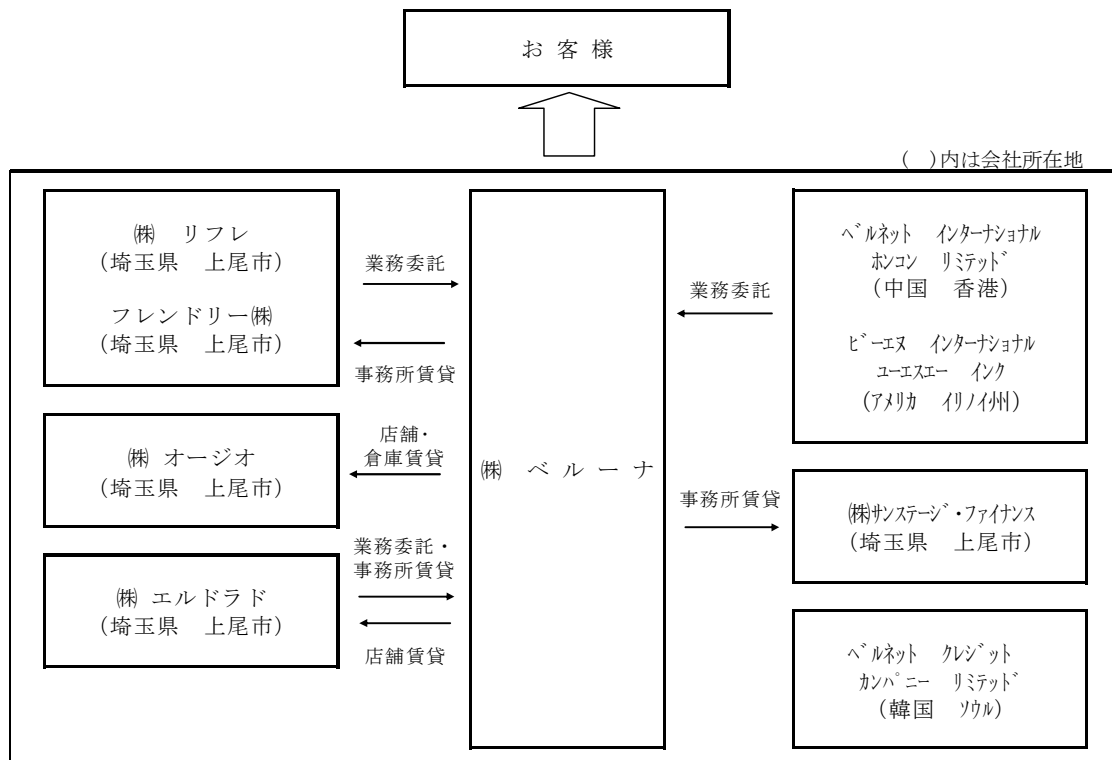 お 客 様
（　）内は会社所在地
㈱　リフレ
（埼玉県　上尾市）
フレンドリー㈱
（埼玉県　上尾市）
業務委託
事務所賃貸
㈱ オージオ
（埼玉県　上尾市）
店舗・
倉庫賃貸
㈱ エルドラド
（埼玉県　上尾市）
業務委託・
事務所賃貸
店舗賃貸
㈱ ベ ル ー ナ
業務委託
ﾍﾞﾙﾈｯﾄ　ｲﾝﾀｰﾅｼｮﾅﾙ
ﾎﾝｺﾝ　ﾘﾐﾃｯﾄﾞ
（中国　香港）
ﾋﾞｰｴﾇ　ｲﾝﾀｰﾅｼｮﾅﾙ
ﾕｰｴｽｴｰ　ｲﾝｸ
（ｱﾒﾘｶ　ｲﾘﾉｲ州）
事務所賃貸
㈱ｻﾝｽﾃｰｼﾞ・ﾌｧｲﾅﾝｽ
（埼玉県　上尾市）
ﾍﾞﾙﾈｯﾄ　ｸﾚｼﾞｯﾄ
ｶﾝﾊﾟﾆｰ　ﾘﾐﾃｯﾄﾞ
（韓国　ｿｳﾙ）